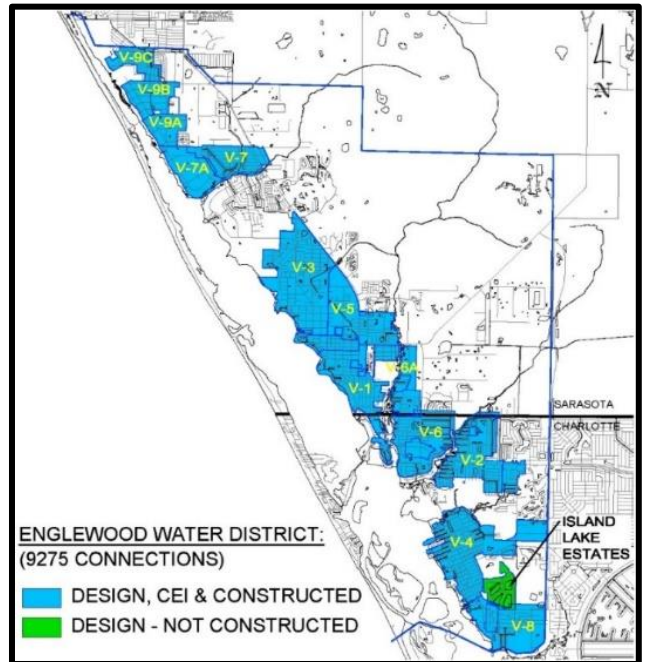 V-9C
V-9B
V-9A
V-7
V-7A
N
V-3
V-5
V-6A
V-1
SARASOTA
CHARLOTTE
V-6
V-2
ISLAND
LAKE
ESTATES
V-4
V-8
ENGLEWOOD WATER DISTRICT:
(9275 CONNECTIONS)
DESIGN, CEI & CONSTRUCTED
DESIGN - NOT CONSTRUCTED